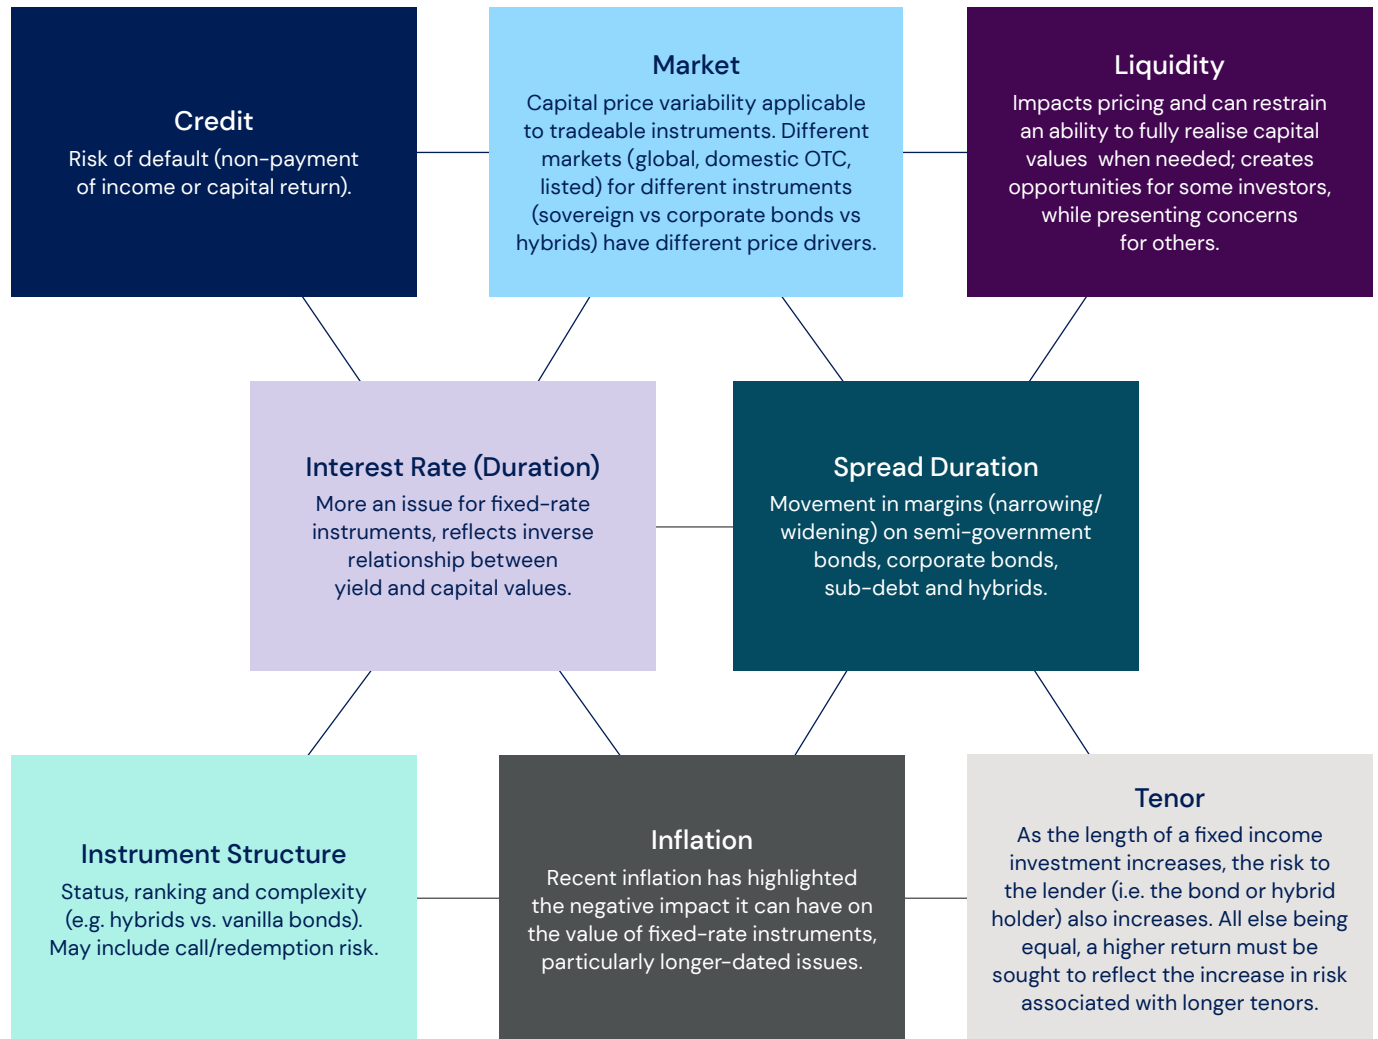 Credit
Risk of default (non-payment
of income or capital return).
Market
Capital price variability applicable
to tradeable instruments. Different
markets (global, domestic OTC,
listed) for different instruments
(sovereign vs corporate bonds vs
hybrids) have different price drivers.
Liquidity
Impacts pricing and can restrain
an ability to fully realise capital
values when needed; creates
opportunities for some investors,
while presenting concerns
for others.
Interest Rate (Duration)
More an issue for fixed-rate
instruments, reflects inverse
relationship between
yield and capital values.
Spread Duration
Movement in margins (narrowing/
widening) on semi-government
bonds, corporate bonds,
sub-debt and hybrids.
Instrument Structure
Status, ranking and complexity
(e.g. hybrids vs. vanilla bonds).
May include call/redemption risk.
Inflation
Recent inflation has highlighted
the negative impact it can have on
the value of fixed-rate instruments,
particularly longer-dated issues.
Tenor
As the length of a fixed income
investment increases, the risk to
the lender (i.e. the bond or hybrid
holder) also increases. All else being
equal, a higher return must be
sought to reflect the increase in risk
associated with longer tenors.